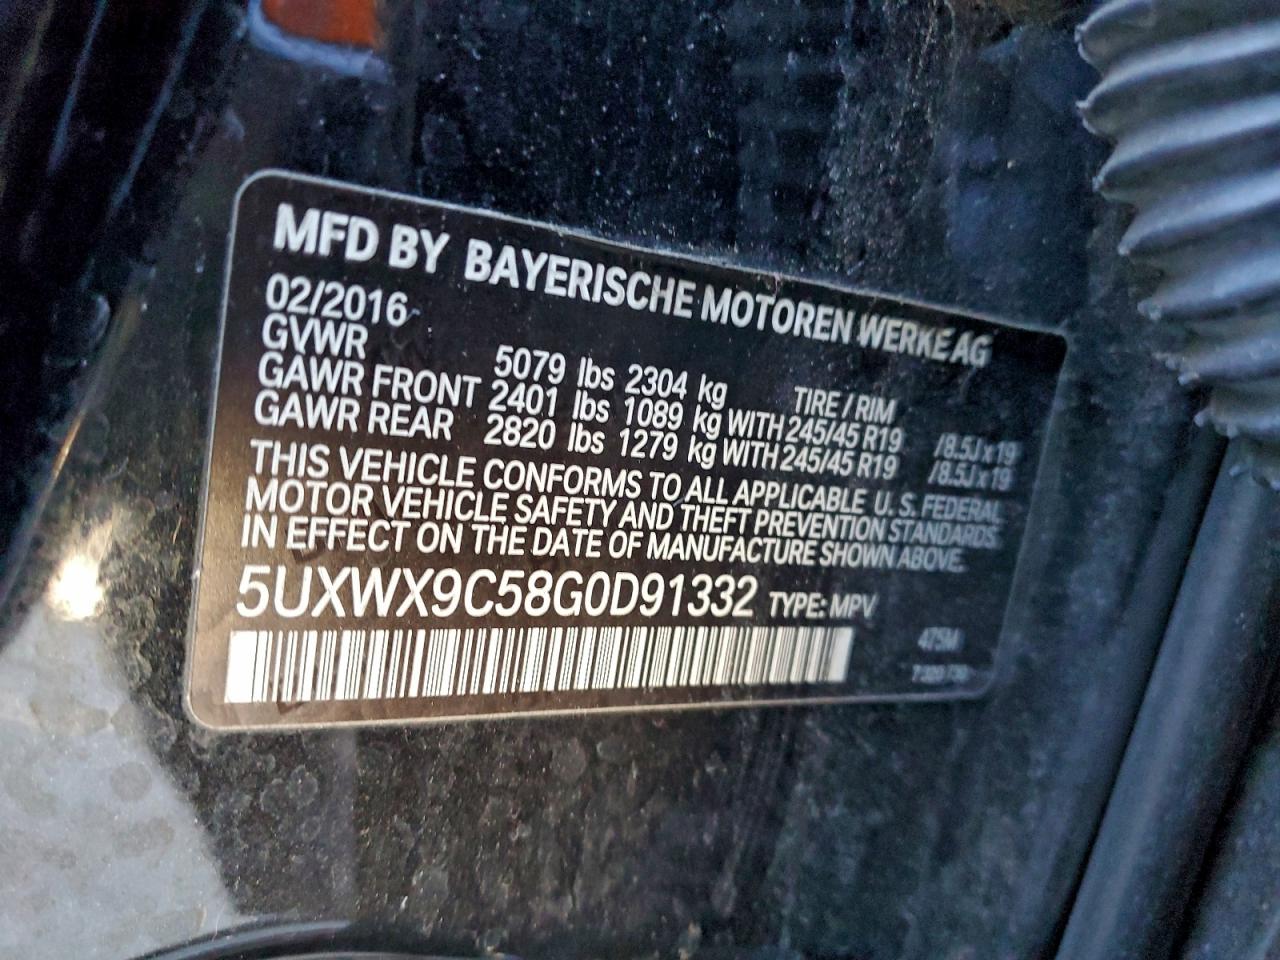 MFD BY BAYERISCHE MOTOREN WERKE AG
02/2016
GVWR 5079 lbs 2304 kg TIRE / RIM
GAWR FRONT 2401 lbs 1089 kg WITH 245/45 R19 /8.5J x 19
GAWR REAR 2820 lbs 1279 kg WITH 245/45 R19 /8.5J x 19
THIS VEHICLE CONFORMS TO ALL APPLICABLE U. S. FEDERAL
MOTOR VEHICLE SAFETY AND THEFT PREVENTION STANDARDS
IN EFFECT ON THE DATE OF MANUFACTURE SHOWN ABOVE.
5UXWX9C58G0D91332 TYPE: MPV
475M